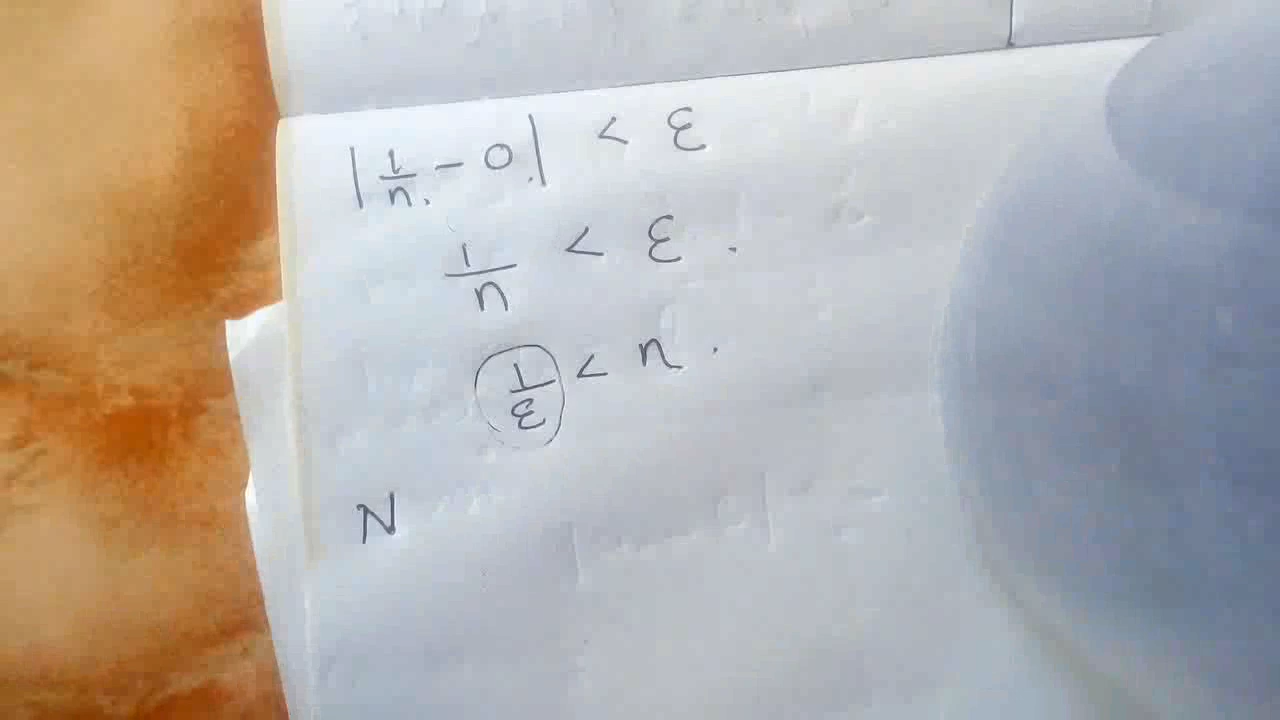 |1/n - 0| < ε
1/n < ε.
1/ε < n.
N